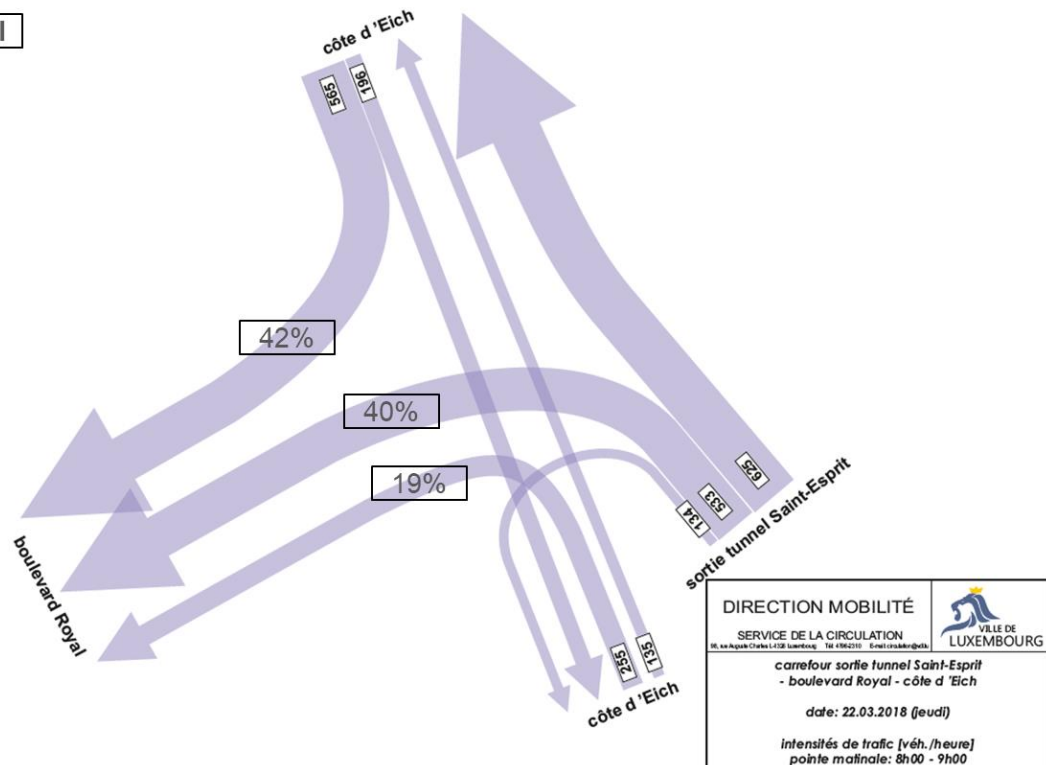 côte d 'Eich
565
196
42%
40%
19%
boulevard Royal
134
533
625
sortie tunnel Saint-Esprit
255
135
côte d 'Eich
DIRECTION MOBILITÉ
SERVICE DE LA CIRCULATION
VILLE DE
LUXEMBOURG
carrefour sortie tunnel Saint-Esprit
- boulevard Royal - côte d 'Eich
date: 22.03.2018 (jeudi)
intensités de trafic [véh./heure]
pointe matinale: 8h00 - 9h00